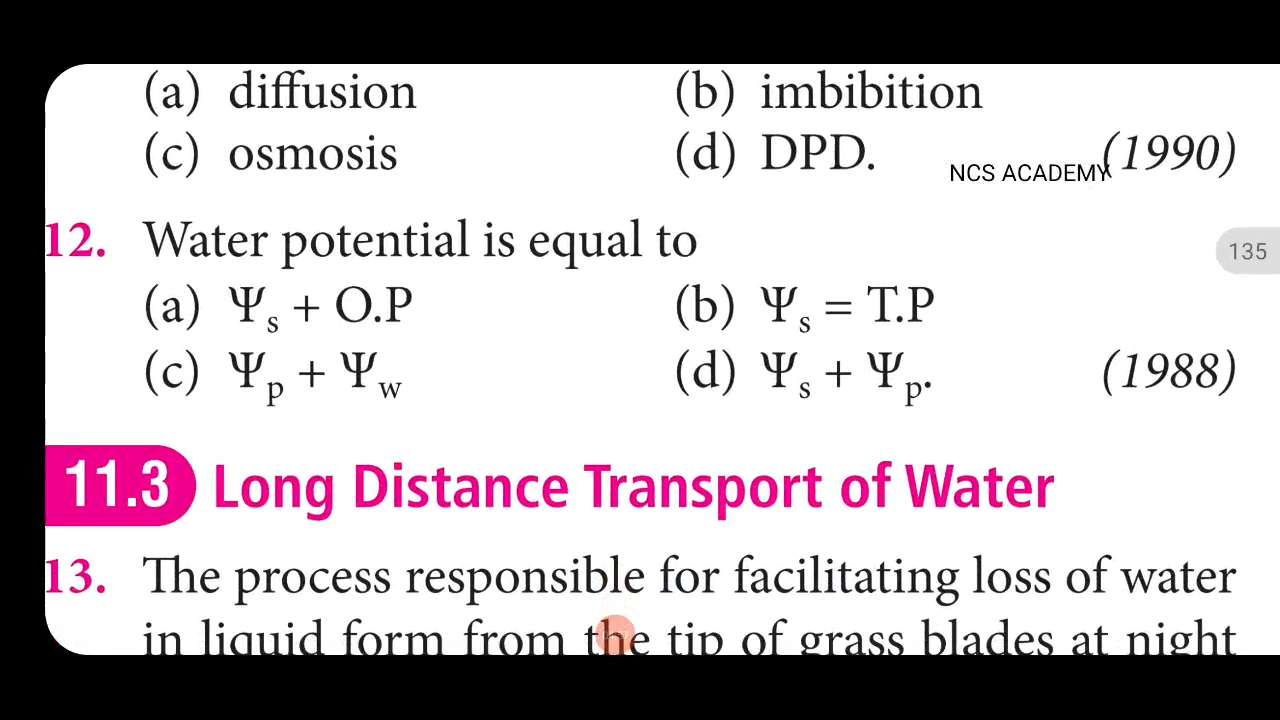 (a) diffusion (b) imbibition
(c) osmosis (d) DPD. (1990)
NCS ACADEMY
12. Water potential is equal to
135
(a) Ψs + O.P (b) Ψs = T.P
(c) Ψp + Ψw (d) Ψs + Ψp. (1988)
11.3 Long Distance Transport of Water
13. The process responsible for facilitating loss of water
in liquid form from the tip of grass blades at night